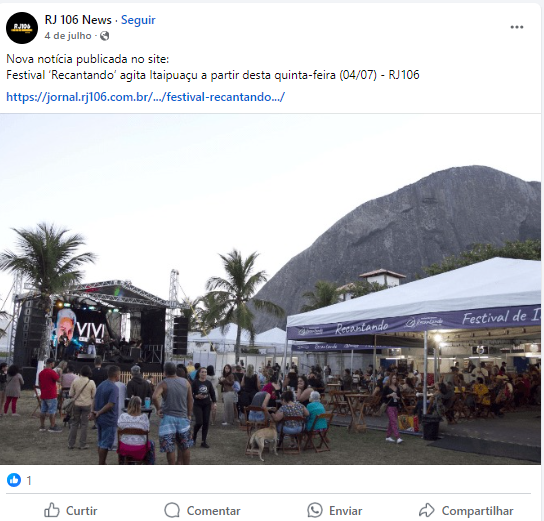 RJ106
RJ 106 News · Seguir
4 de julho ·
Nova notícia publicada no site:
Festival 'Recantando' agita Itaipuaçu a partir desta quinta-feira (04/07) - RJ106
https://jornal.rj106.com.br/.../festival-recantando.../
VIVI
Recantando
Recantando
Festival de I
1
Curtir
Comentar
Enviar
Compartilhar